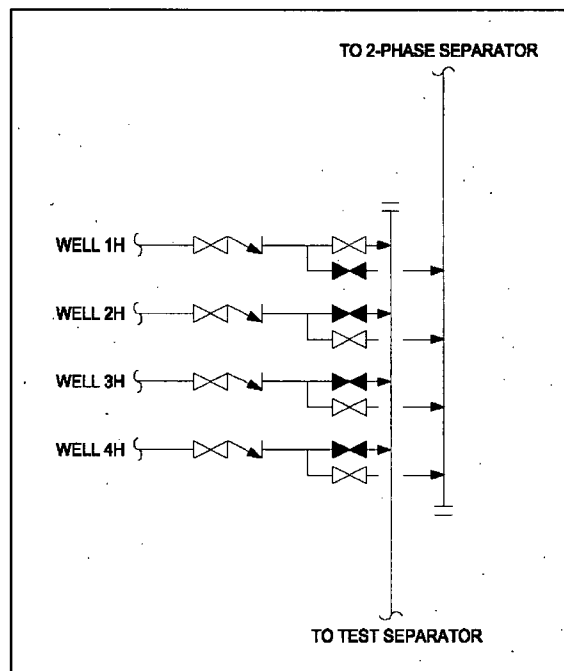 TO 2-PHASE SEPARATOR
WELL 1H
WELL 2H
WELL 3H
WELL 4H
TO TEST SEPARATOR